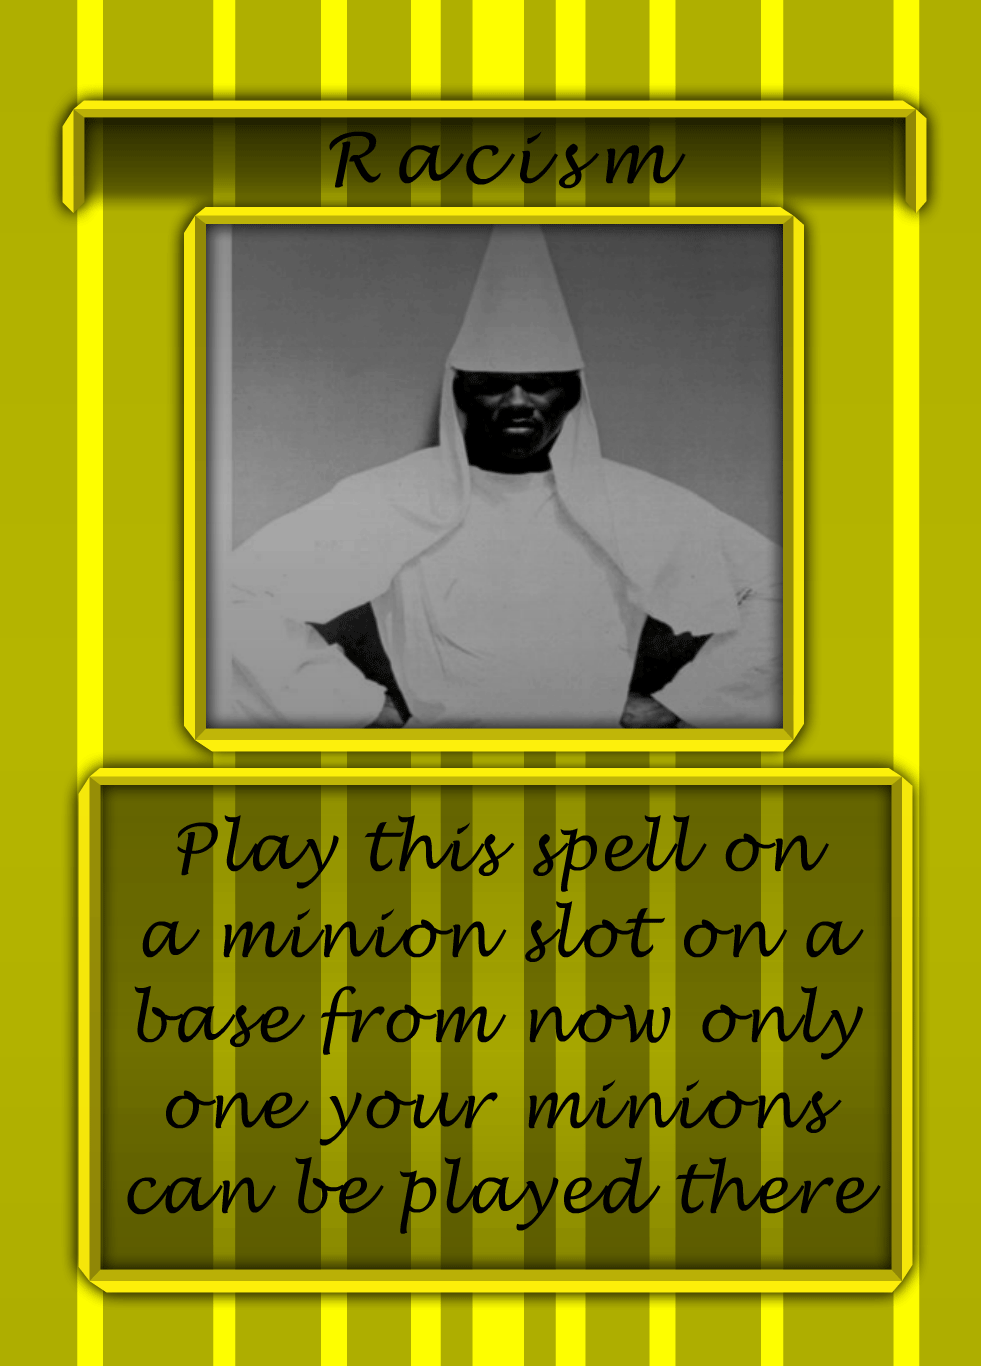 Racism
Play this spell on
a minion slot on a
base from now only
one your minions
can be played there